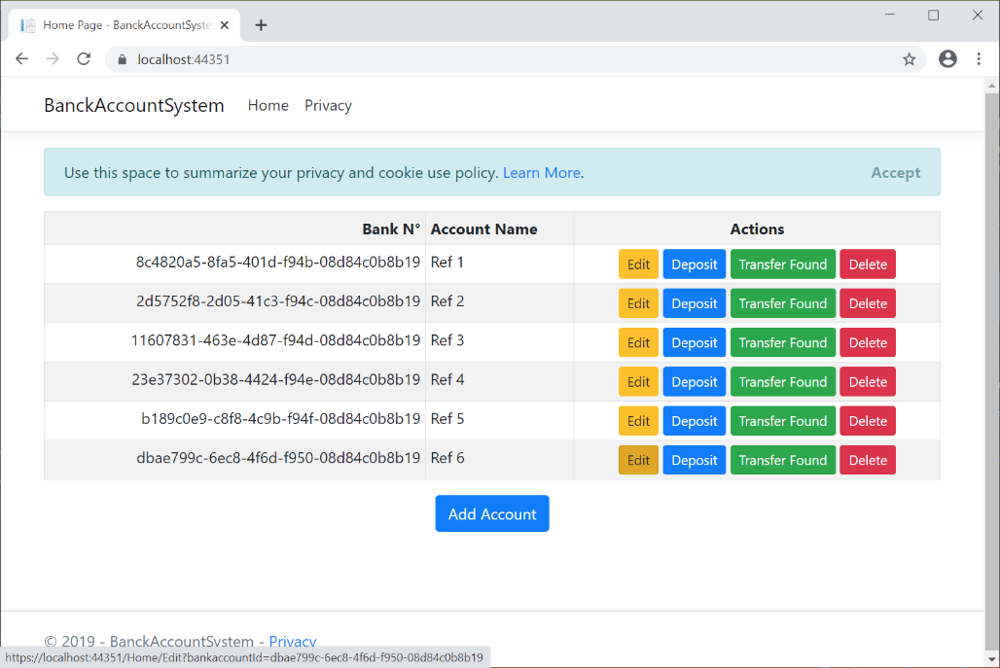 Home Page - BanckAccountSyste
localhost:44351
BanckAccountSystem Home Privacy
Use this space to summarize your privacy and cookie use policy. Learn More. Accept
Bank N° Account Name Actions
8c4820a5-8fa5-401d-f94b-08d84c0b8b19 Ref 1 Edit Deposit Transfer Found Delete
2d5752f8-2d05-41c3-f94c-08d84c0b8b19 Ref 2 Edit Deposit Transfer Found Delete
11607831-463e-4d87-f94d-08d84c0b8b19 Ref 3 Edit Deposit Transfer Found Delete
23e37302-0b38-4424-f94e-08d84c0b8b19 Ref 4 Edit Deposit Transfer Found Delete
b189c0e9-c8f8-4c9b-f94f-08d84c0b8b19 Ref 5 Edit Deposit Transfer Found Delete
dbae799c-6ec8-4f6d-f950-08d84c0b8b19 Ref 6 Edit Deposit Transfer Found Delete
Add Account
© 2019 - BanckAccountSystem - Privacy
https://localhost:44351/Home/Edit?bankaccountId=dbae799c-6ec8-4f6d-f950-08d84c0b8b19